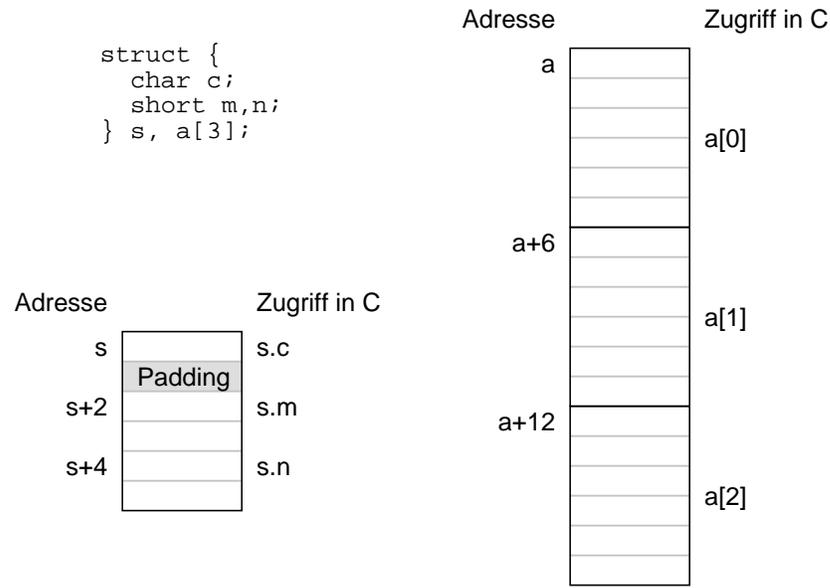 struct {
  char c;
  short m,n;
} s, a[3];
Adresse Zugriff in C
s s.c
Padding
s+2 s.m
s+4 s.n
Adresse Zugriff in C
a
a[0]
a+6
a[1]
a+12
a[2]